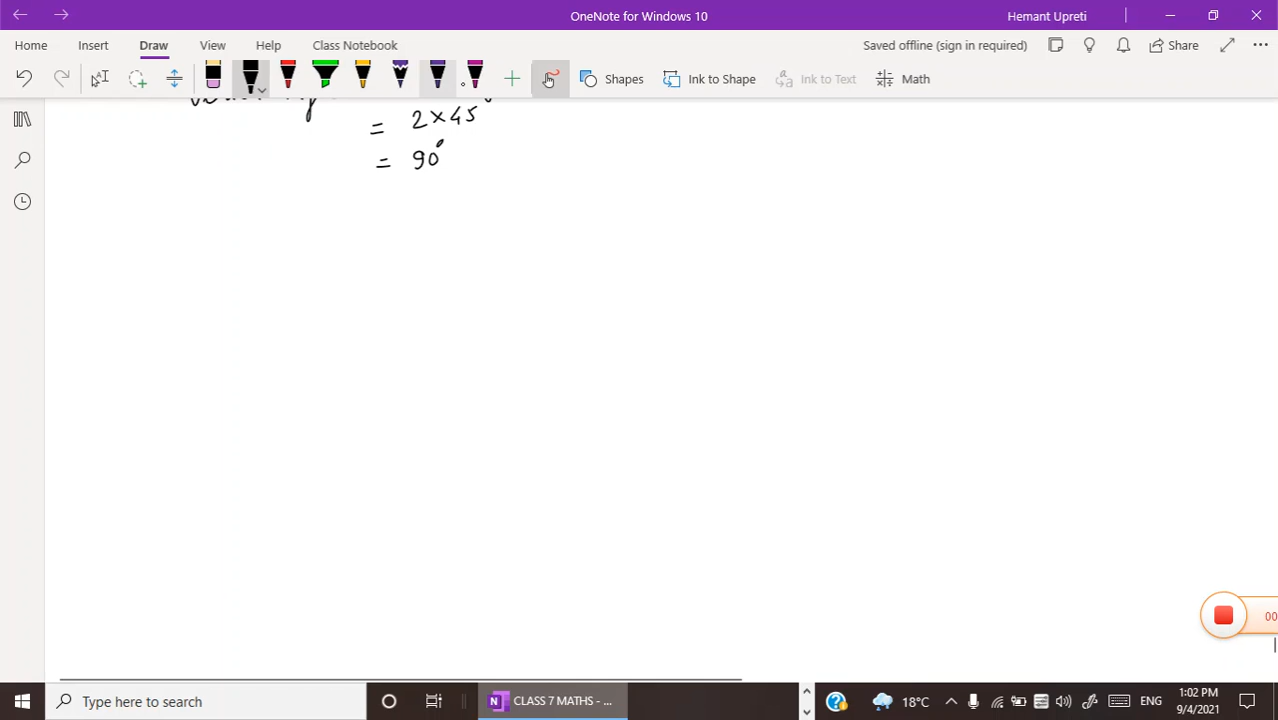 OneNote for Windows 10
Hemant Upreti
Home Insert Draw View Help Class Notebook
Saved offline (sign in required)
Share
Shapes
Ink to Shape
Ink to Text
Math
= 2×45°
= 90°
00
Type here to search
CLASS 7 MATHS - ...
18°C
ENG
1:02 PM
9/4/2021